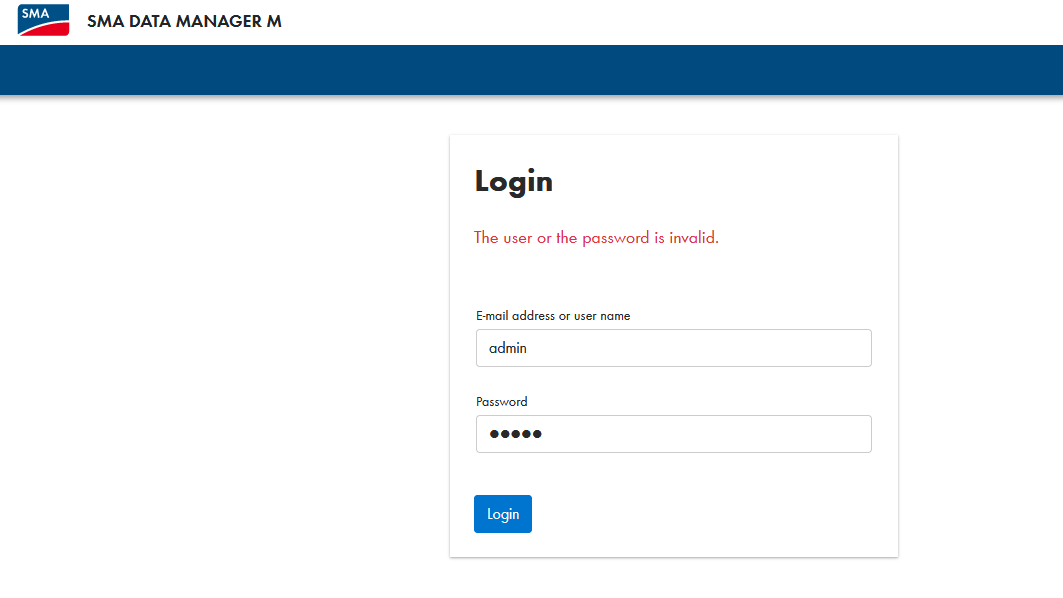 SMA
SMA DATA MANAGER M
Login
The user or the password is invalid.
E-mail address or user name
admin
Password
●●●●●
Login